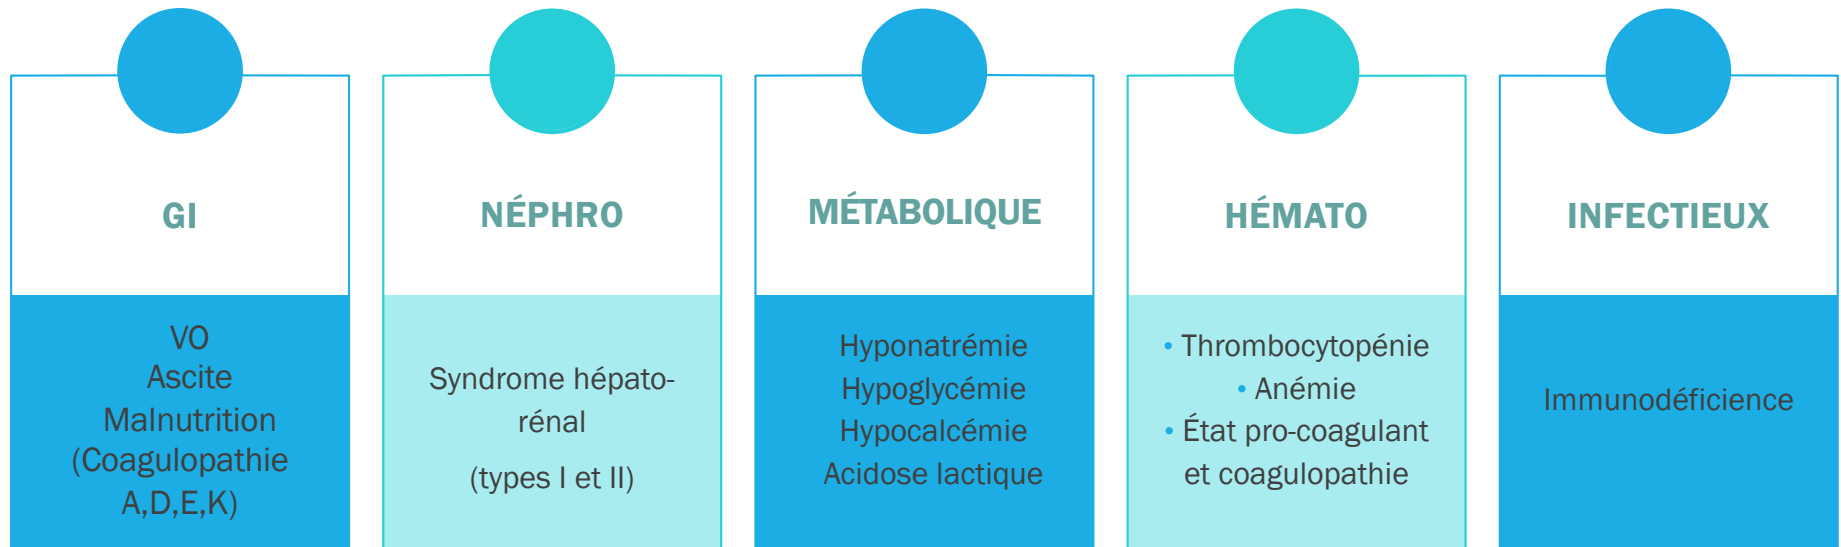 GI
VO
Ascite
Malnutrition
(Coagulopathie
A,D,E,K)
NÉPHRO
Syndrome hépato-
rénal
(types I et II)
MÉTABOLIQUE
Hyponatrémie
Hypoglycémie
Hypocalcémie
Acidose lactique
HÉMATO
• Thrombocytopénie
• Anémie
• État pro-coagulant
et coagulopathie
INFECTIEUX
Immunodéficience